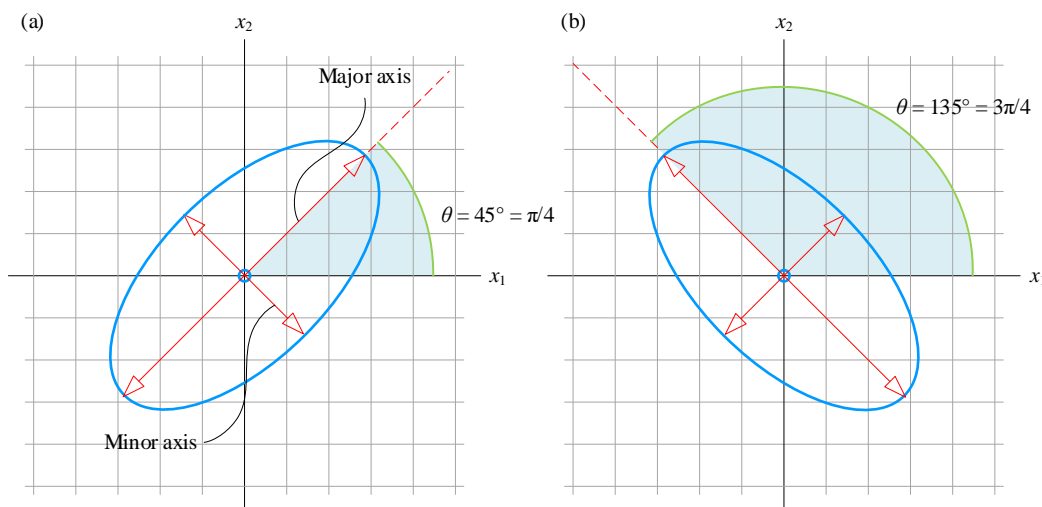 (a)
x2
Major axis
θ = 45° = π/4
x1
Minor axis
(b)
x2
θ = 135° = 3π/4
x